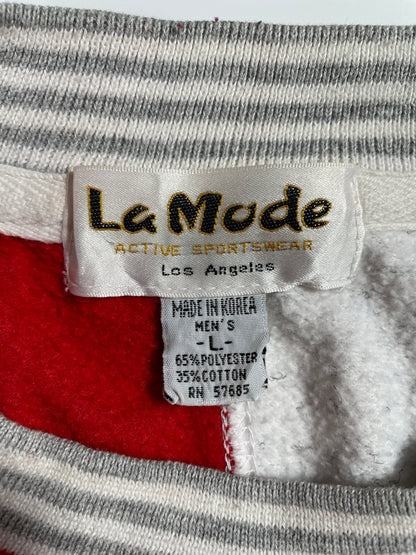 La Mode
ACTIVE SPORTSWEAR
Los Angeles
MADE IN KOREA
MEN'S
-L-
65% POLYESTER
35% COTTON
RN 57685